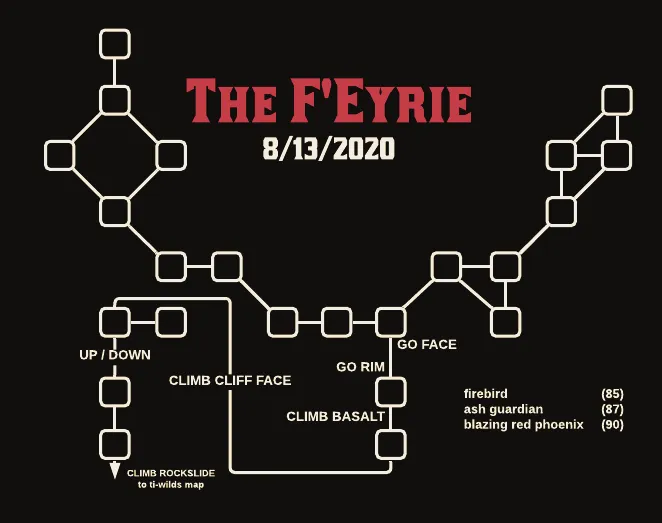 The F'Eyrie
8/13/2020
GO FACE
UP / DOWN
GO RIM
CLIMB CLIFF FACE
firebird (85)
ash guardian (87)
CLIMB BASALT
blazing red phoenix (90)
CLIMB ROCKSLIDE
to ti-wilds map